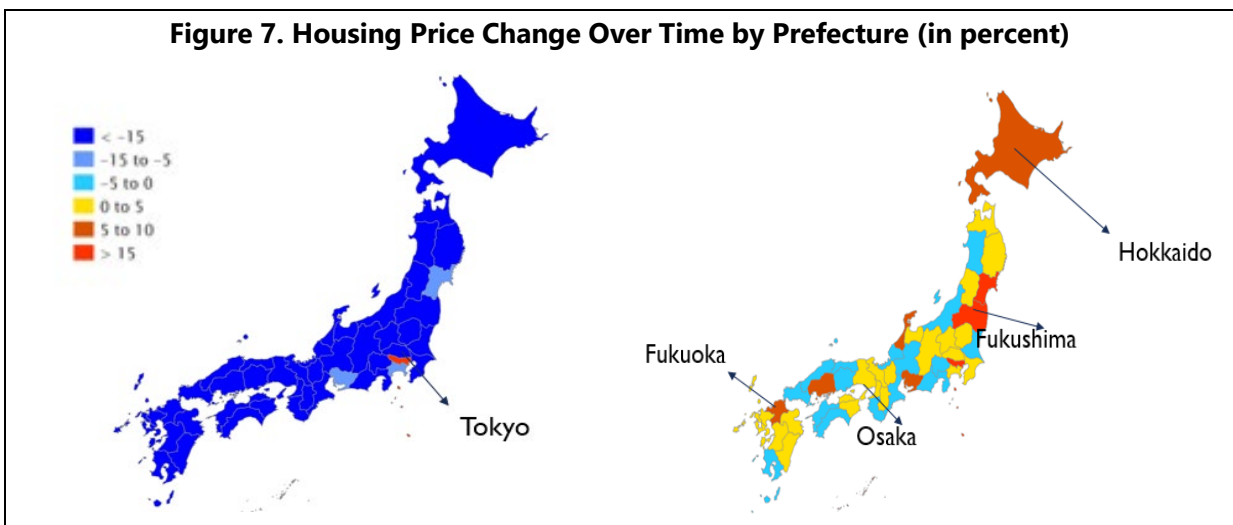 Figure 7. Housing Price Change Over Time by Prefecture (in percent)
< -15
-15 to -5
-5 to 0
0 to 5
5 to 10
> 15
Tokyo
Hokkaido
Fukushima
Fukuoka
Osaka